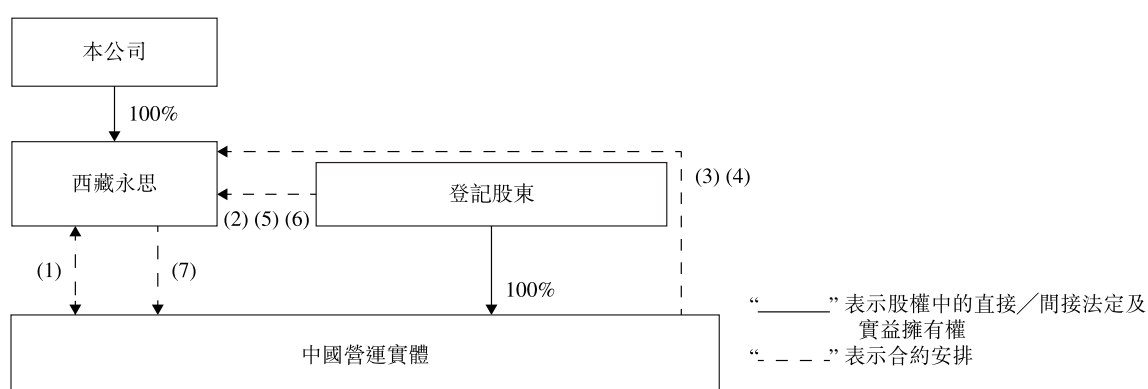 本公司
100%
西藏永思
登記股東
(3) (4)
(2) (5) (6)
(1)
(7)
100%
中國營運實體
“______” 表示股權中的直接／間接法定及
實益擁有權
“_ _ _ _” 表示合約安排